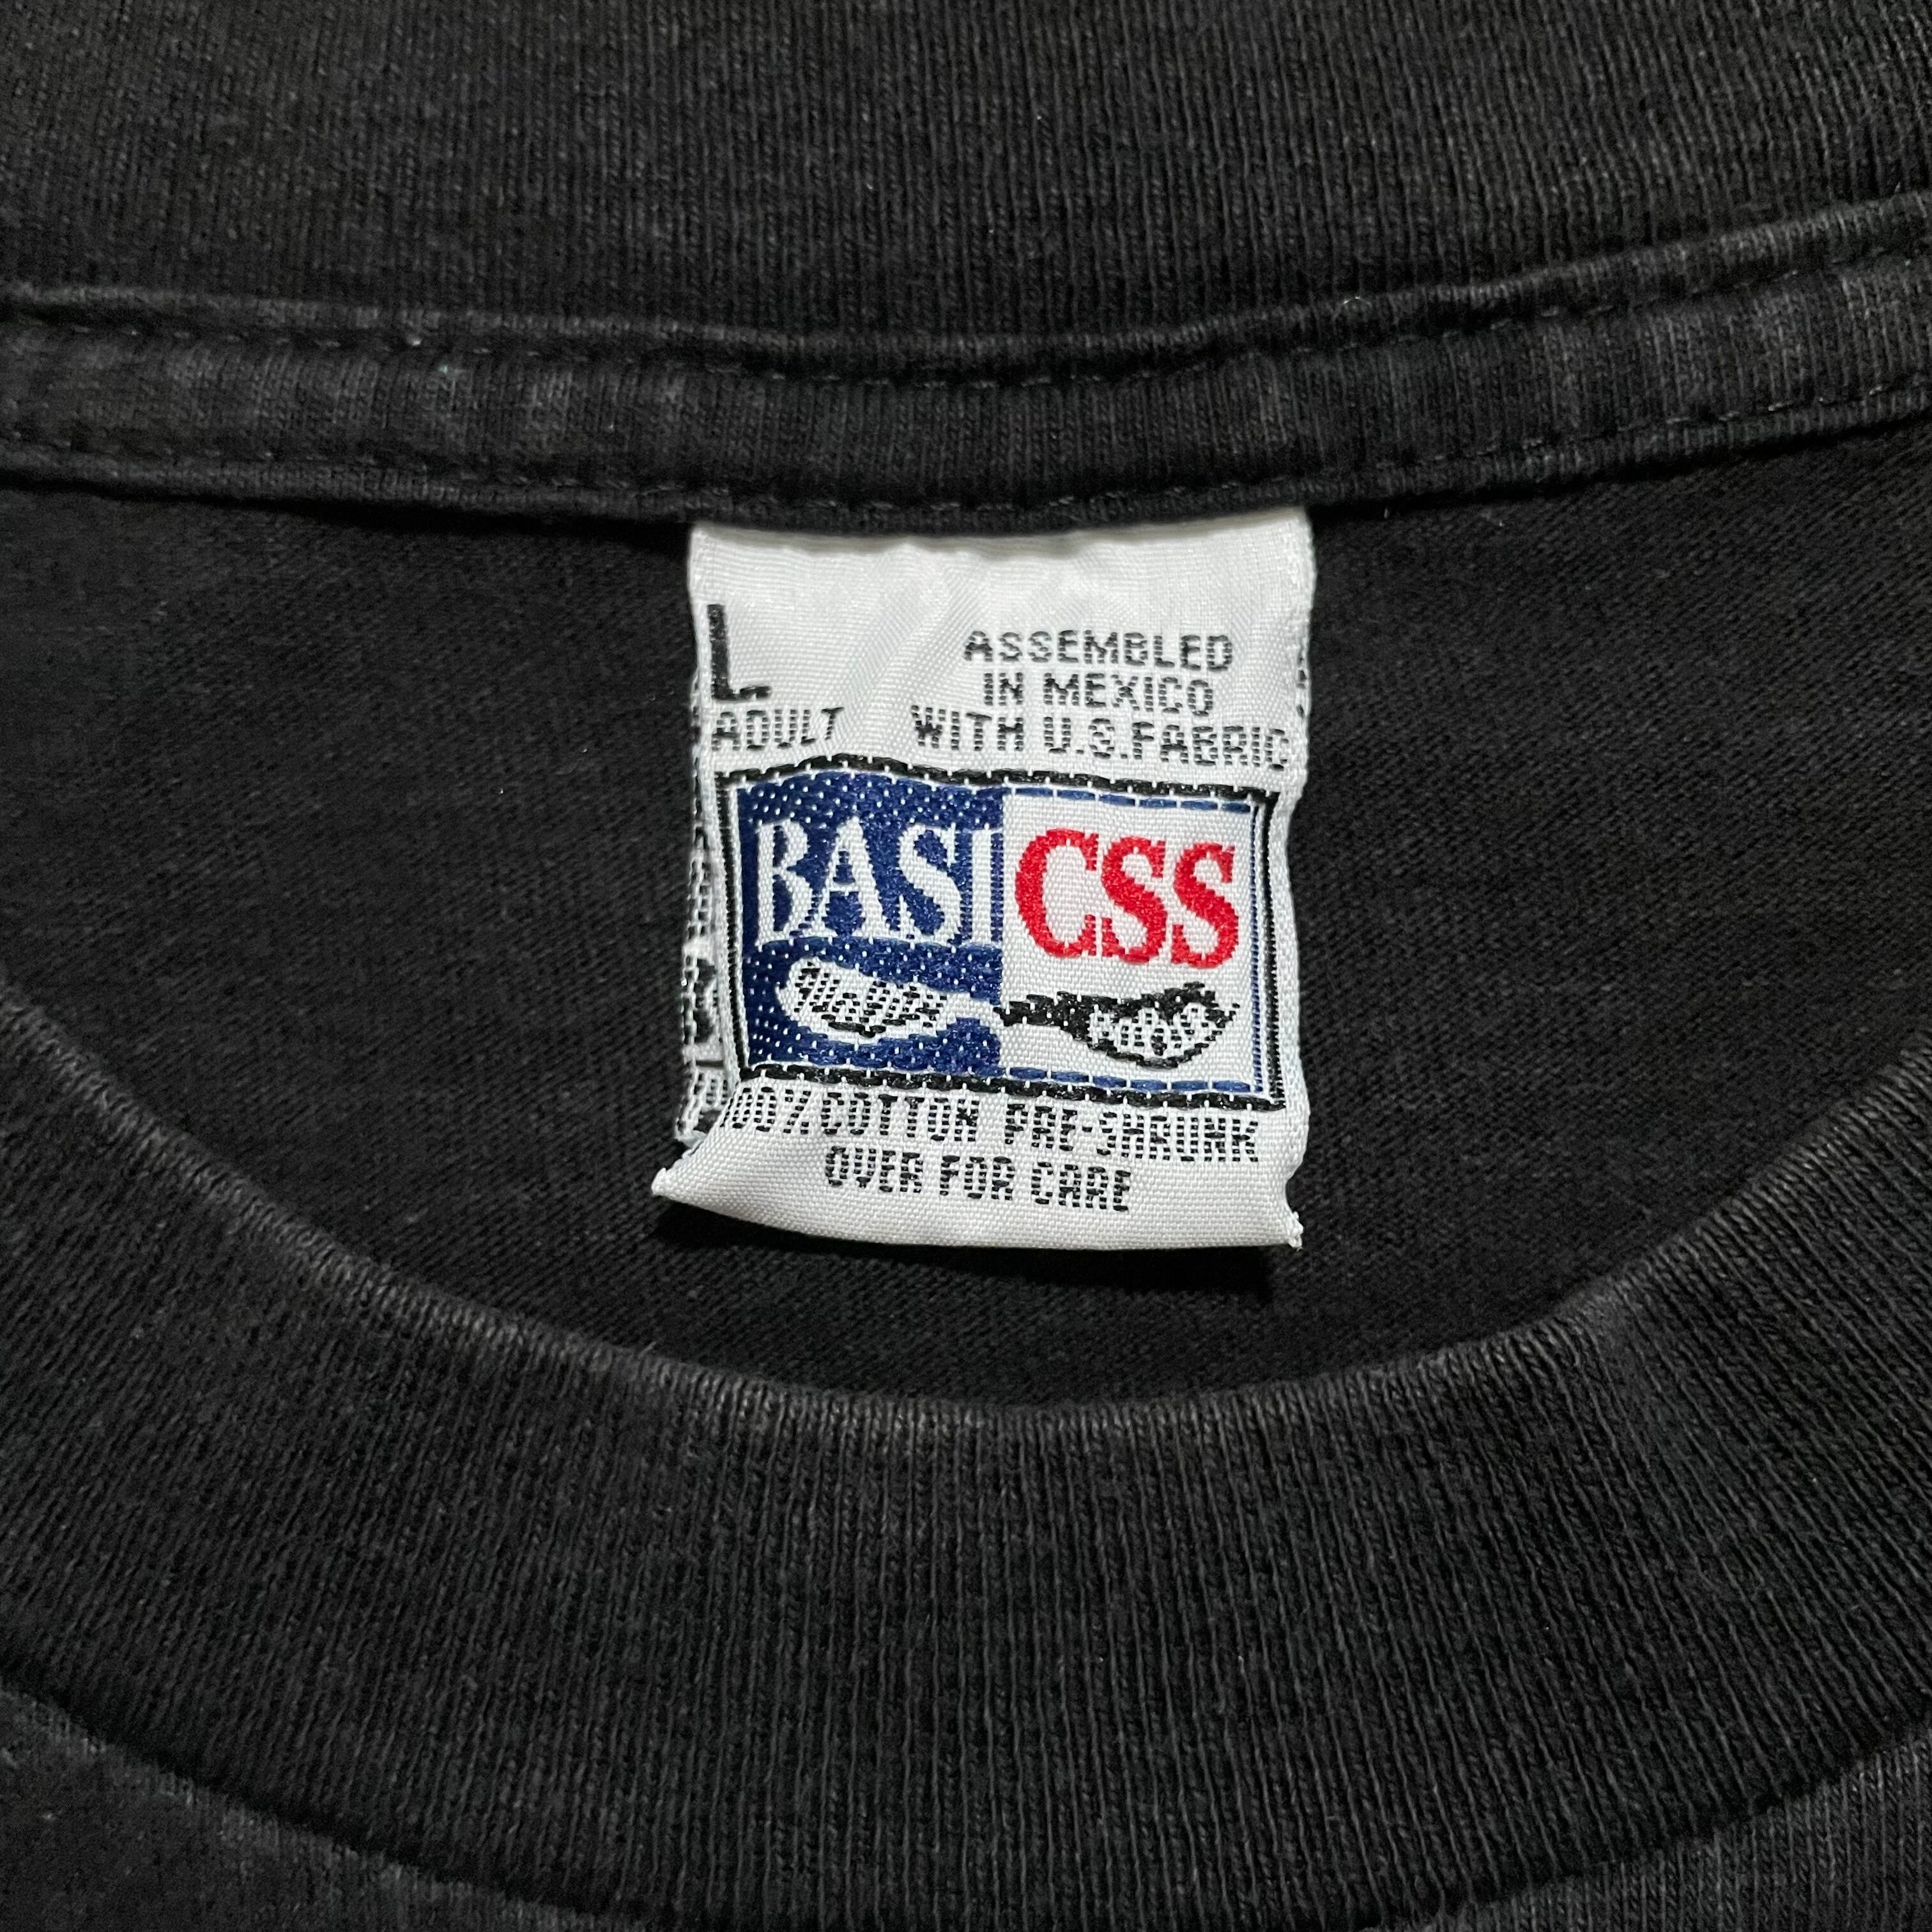 L
ADULT
ASSEMBLED
IN MEXICO
WITH U.S. FABRIC
BASICSS
100% COTTON PRE-SHRUNK
OVER FOR CARE